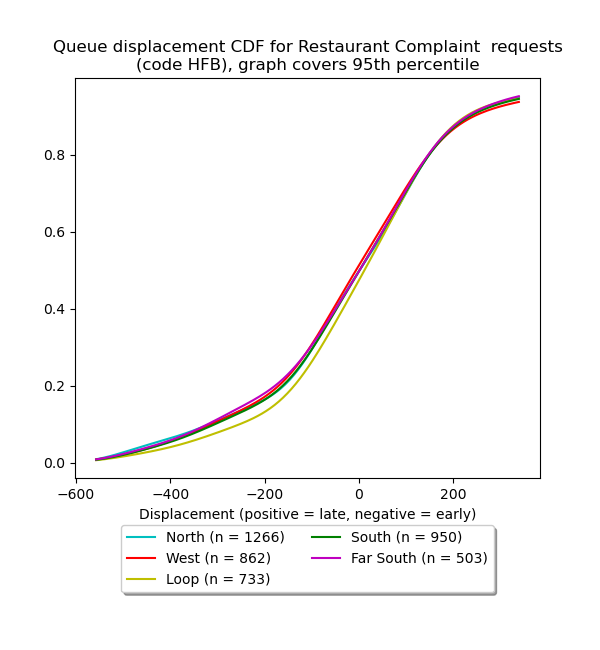 Queue displacement CDF for Restaurant Complaint  requests
(code HFB), graph covers 95th percentile
0.8
0.6
0.4
0.2
0.0
−600 −400 −200 0 200
Displacement (positive = late, negative = early)
North (n = 1266) South (n = 950)
West (n = 862) Far South (n = 503)
Loop (n = 733)